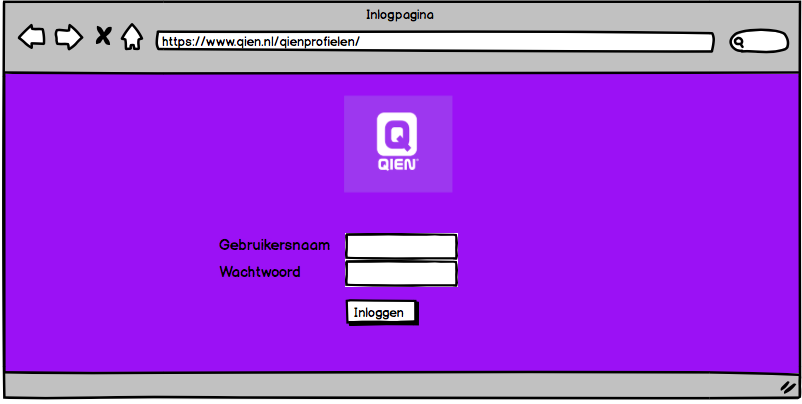 Inlogpagina
https://www.qien.nl/qienprofielen/
Q
QIEN
Gebruikersnaam
Wachtwoord
Inloggen